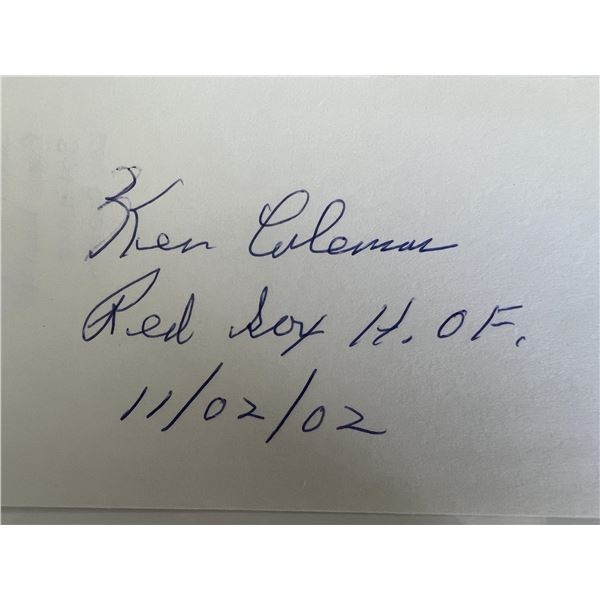 Ken Coleman
Red Sox H. OF.
11/02/02